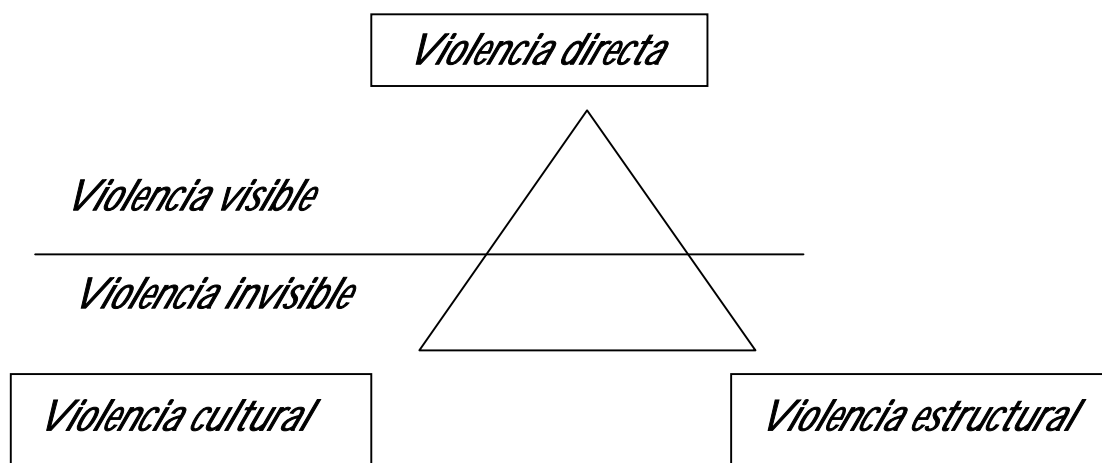 Violencia directa
Violencia visible
Violencia invisible
Violencia cultural
Violencia estructural